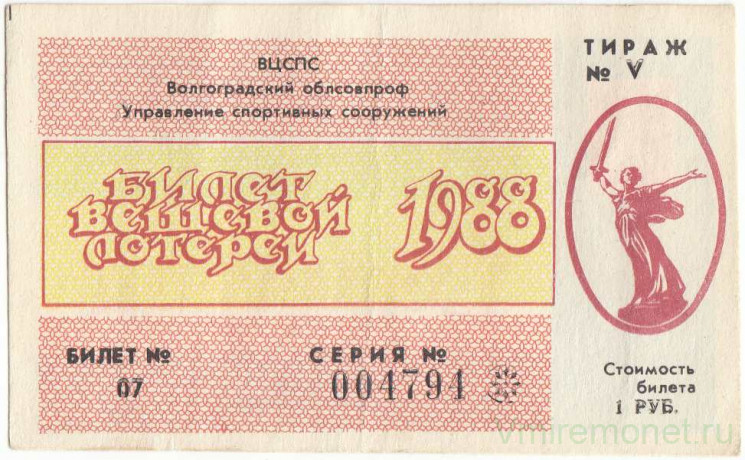 ВЦСПС
Волгоградский облсовпроф
Управление спортивных сооружений
ТИРАЖ
№ V
БИЛЕТ
ВЕЩЕВОЙ
ЛОТЕРЕИ
1988
БИЛЕТ №
07
СЕРИЯ №
004794
Стоимость
билета
1 РУБ.
Vmiremonet.ru